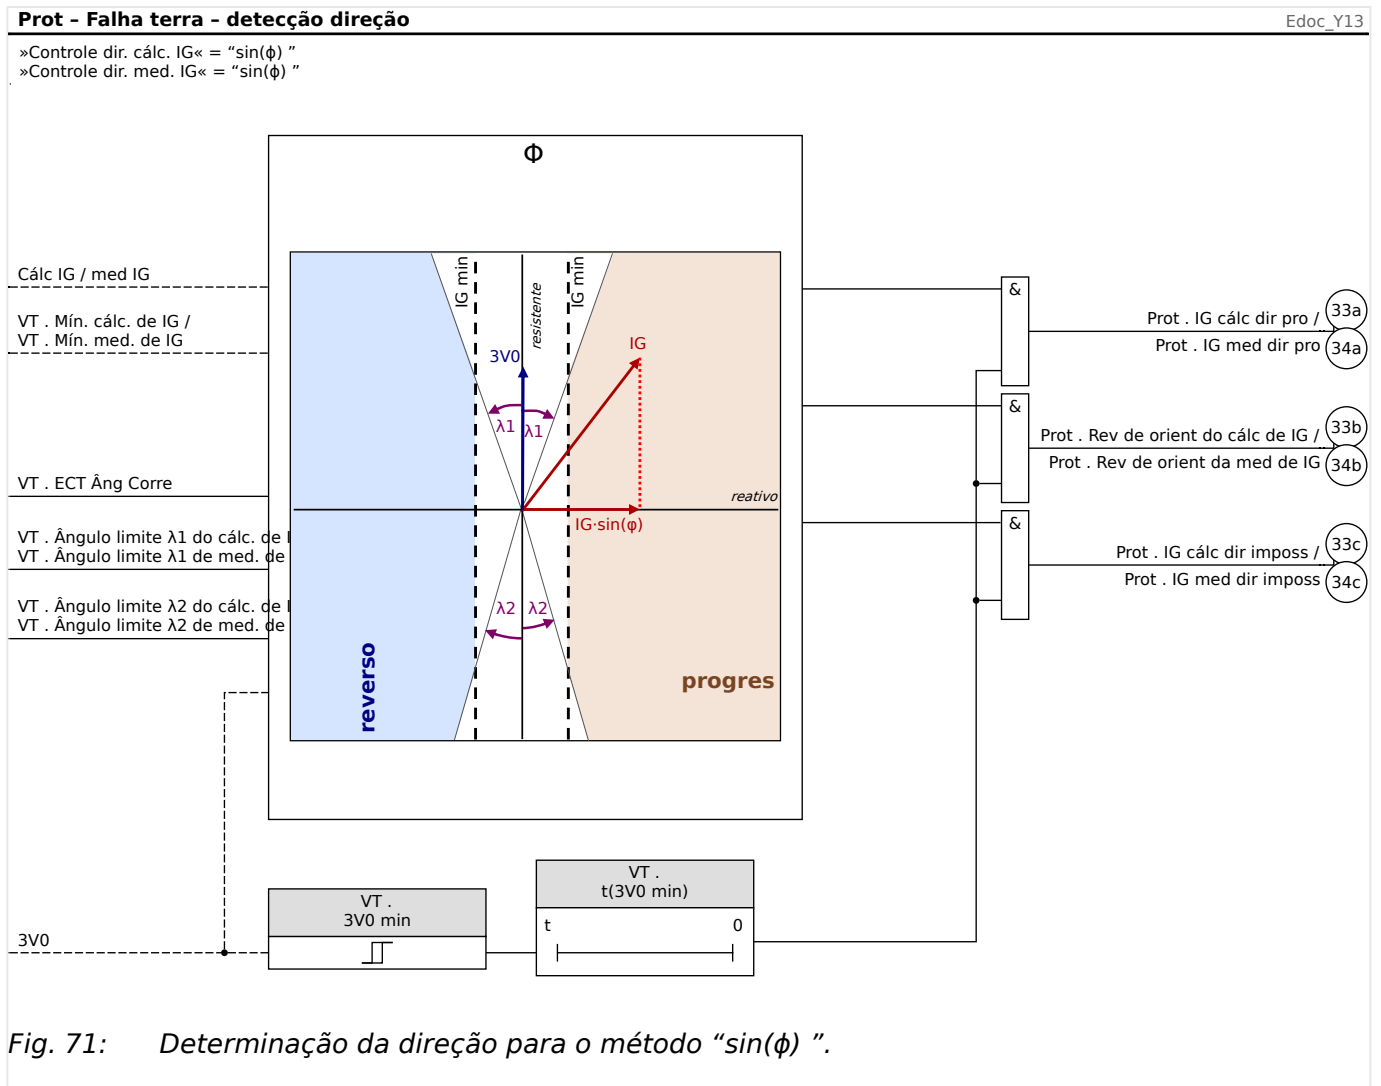 Prot – Falha terra – detecção direção
Edoc_Y13
»Controle dir. cálc. IG« = “sin(ϕ) ”
»Controle dir. med. IG« = “sin(ϕ) ”
Φ
Cálc IG / med IG
VT . Mín. cálc. de IG /
VT . Mín. med. de IG
VT . ECT Âng Corre
VT . Ângulo limite λ1 do cálc. de I
VT . Ângulo limite λ1 de med. de
VT . Ângulo limite λ2 do cálc. de I
VT . Ângulo limite λ2 de med. de
3V0
IG min
resistente
IG min
3V0
IG
λ1
λ1
reativo
IG·sin(φ)
λ2
λ2
reverso
progres
&
Prot . IG cálc dir pro /
33a
Prot . IG med dir pro
34a
&
Prot . Rev de orient do cálc de IG /
33b
Prot . Rev de orient da med de IG
34b
&
Prot . IG cálc dir imposs /
33c
Prot . IG med dir imposs
34c
VT .
3V0 min
VT .
t(3V0 min)
t
0
Fig. 71: Determinação da direção para o método “sin(ϕ) ”.